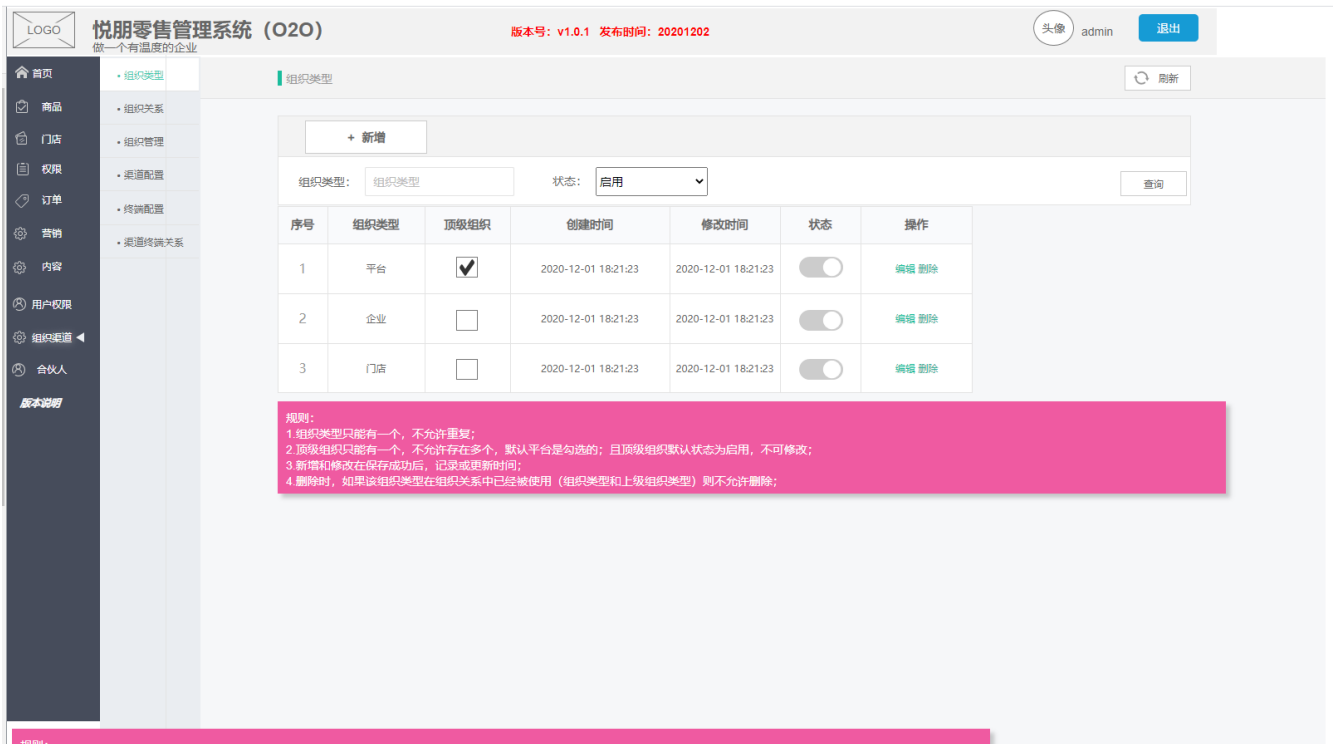 LOGO
悦朋零售管理系统（O2O）
做一个有温度的企业
版本号：v1.0.1 发布时间：20201202
头像
admin
退出
首页
商品
门店
权限
订单
营销
内容
用户权限
组织渠道
合伙人
版本说明
• 组织类型
• 组织关系
• 组织管理
• 渠道配置
• 终端配置
• 渠道终端关系
组织类型
刷新
+ 新增
组织类型： 组织类型 状态： 启用 查询
序号 组织类型 顶级组织 创建时间 修改时间 状态 操作
1 平台 2020-12-01 18:21:23 2020-12-01 18:21:23 编辑 删除
2 企业 2020-12-01 18:21:23 2020-12-01 18:21:23 编辑 删除
3 门店 2020-12-01 18:21:23 2020-12-01 18:21:23 编辑 删除
规则：
1.组织类型只能有一个，不允许重复；
2.顶级组织只能有一个，不允许存在多个，默认平台是勾选的；且顶级组织默认状态为启用，不可修改；
3.新增和修改在保存成功后，记录或更新时间；
4.删除时，如果该组织类型在组织关系中已经被使用（组织类型和上级组织类型）则不允许删除；
规则：